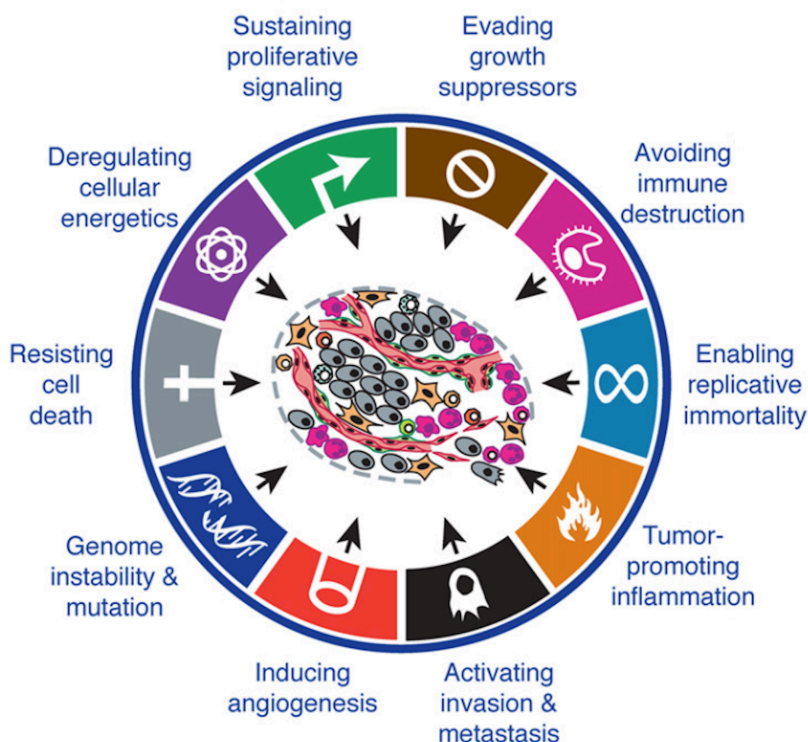 Sustaining
proliferative
signaling
Evading
growth
suppressors
Avoiding
immune
destruction
Enabling
replicative
immortality
Tumor-
promoting
inflammation
Activating
invasion &
metastasis
Inducing
angiogenesis
Genome
instability &
mutation
Resisting
cell
death
Deregulating
cellular
energetics